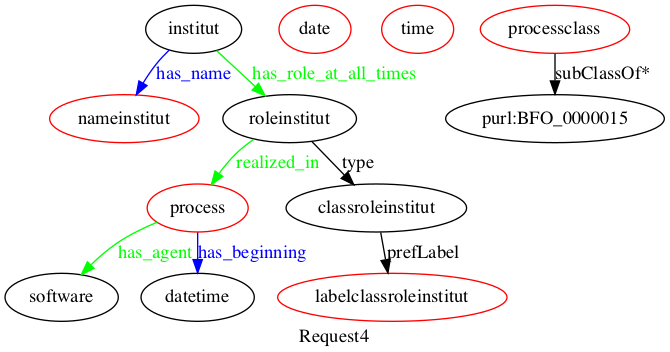 institut
date
time
processclass
has_name
has_role_at_all_times
subClassOf*
nameinstitut
roleinstitut
purl:BFO_0000015
realized_in
type
process
classroleinstitut
has_agent
has_beginning
prefLabel
software
datetime
labelclassroleinstitut
Request4